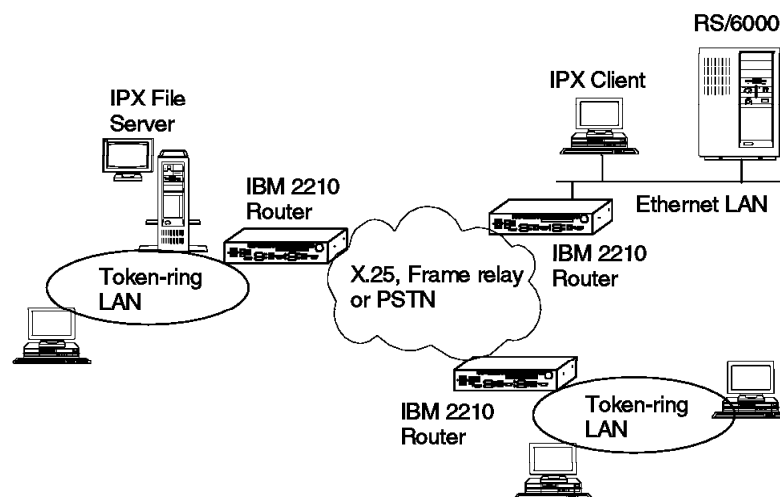 RS/6000
IPX Client
IPX File
Server
IBM 2210
Router
Ethernet LAN
IBM 2210
Router
Token-ring
LAN
X.25, Frame relay
or PSTN
IBM 2210
Router
Token-ring
LAN